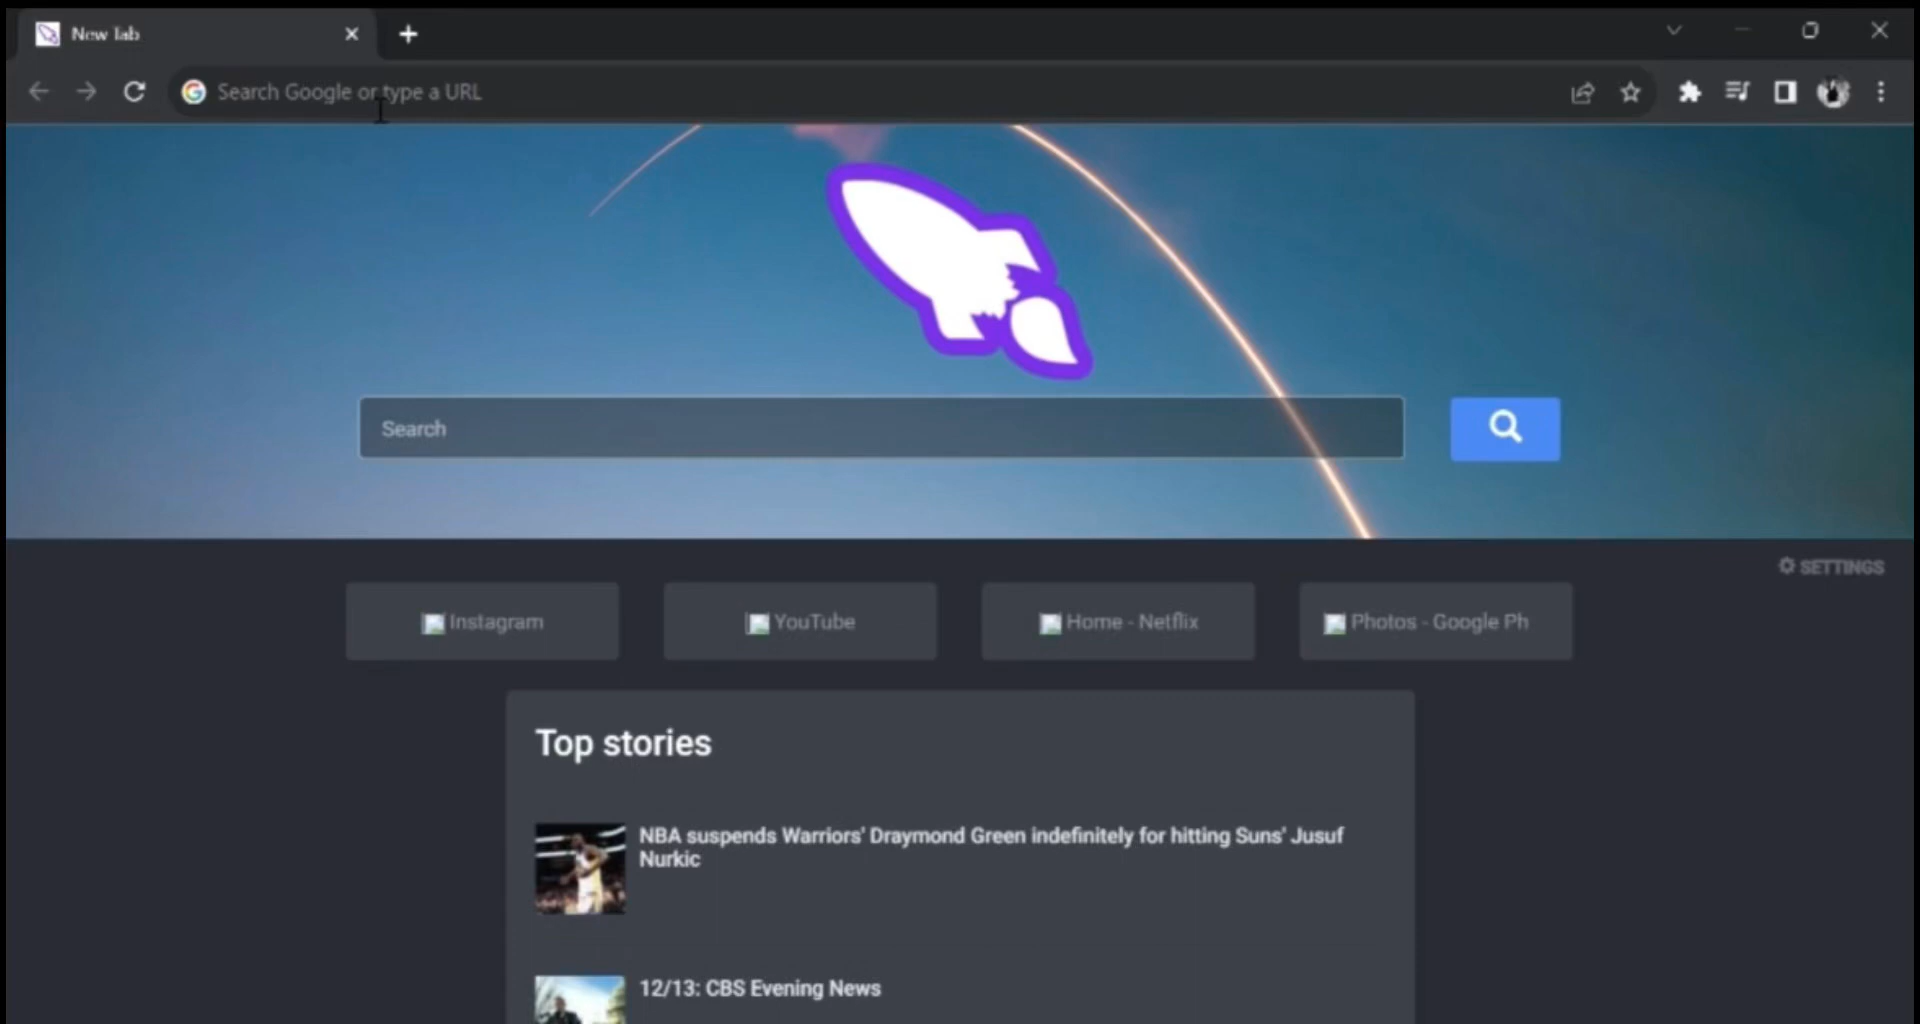 New Tab
Search Google or type a URL
Search
SETTINGS
Instagram
YouTube
Home - Netflix
Photos - Google Ph
Top stories
NBA suspends Warriors' Draymond Green indefinitely for hitting Suns' Jusuf
Nurkic
12/13: CBS Evening News